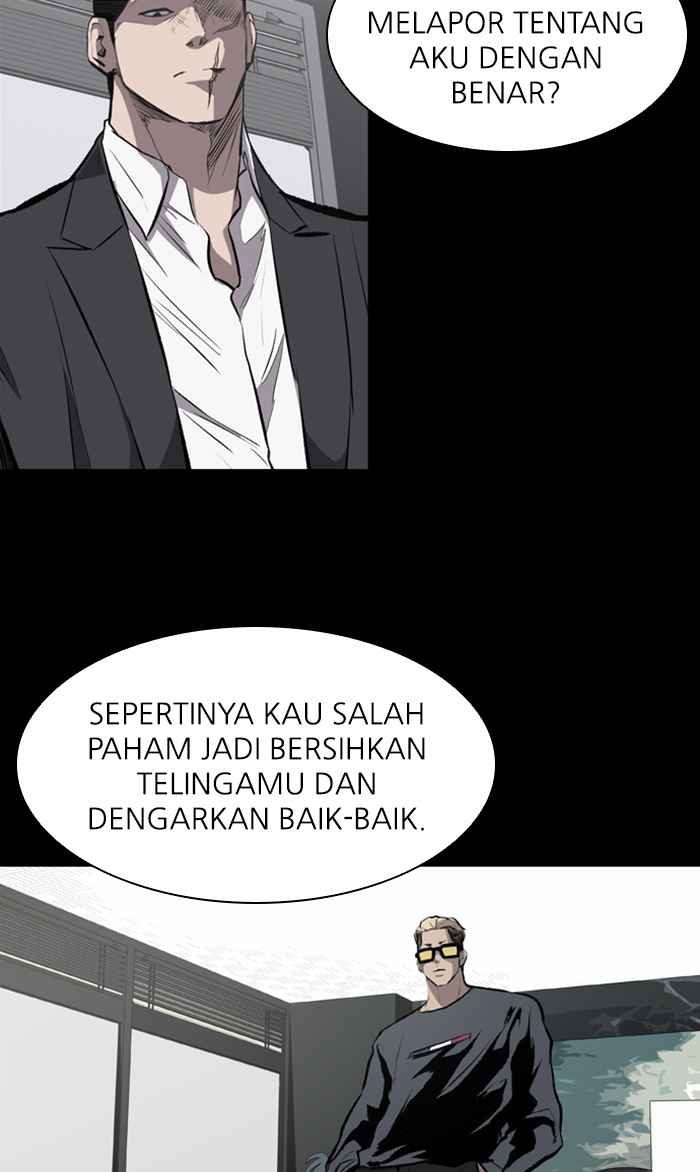 MELAPOR TENTANG
AKU DENGAN
BENAR?
SEPERTINYA KAU SALAH
PAHAM JADI BERSIHKAN
TELINGAMU DAN
DENGARKAN BAIK-BAIK.